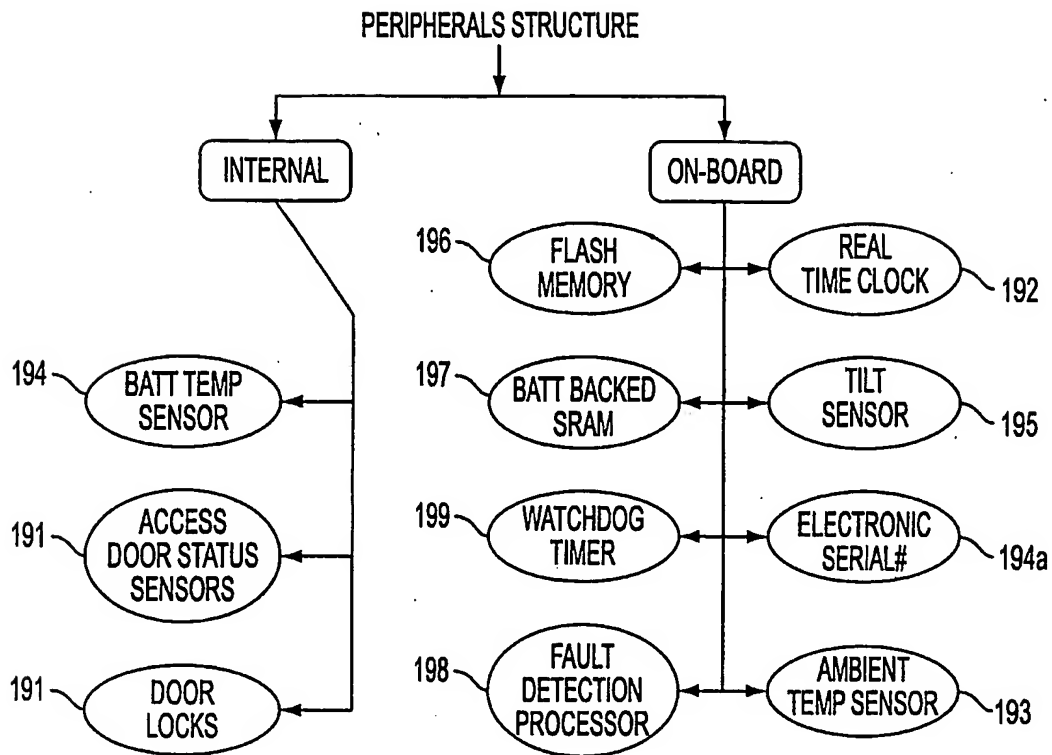 PERIPHERALS STRUCTURE
INTERNAL
ON-BOARD
196
FLASH
MEMORY
REAL
TIME CLOCK
192
194
BATT TEMP
SENSOR
197
BATT BACKED
SRAM
TILT
SENSOR
195
191
ACCESS
DOOR STATUS
SENSORS
199
WATCHDOG
TIMER
ELECTRONIC
SERIAL#
194a
191
DOOR
LOCKS
198
FAULT
DETECTION
PROCESSOR
AMBIENT
TEMP SENSOR
193